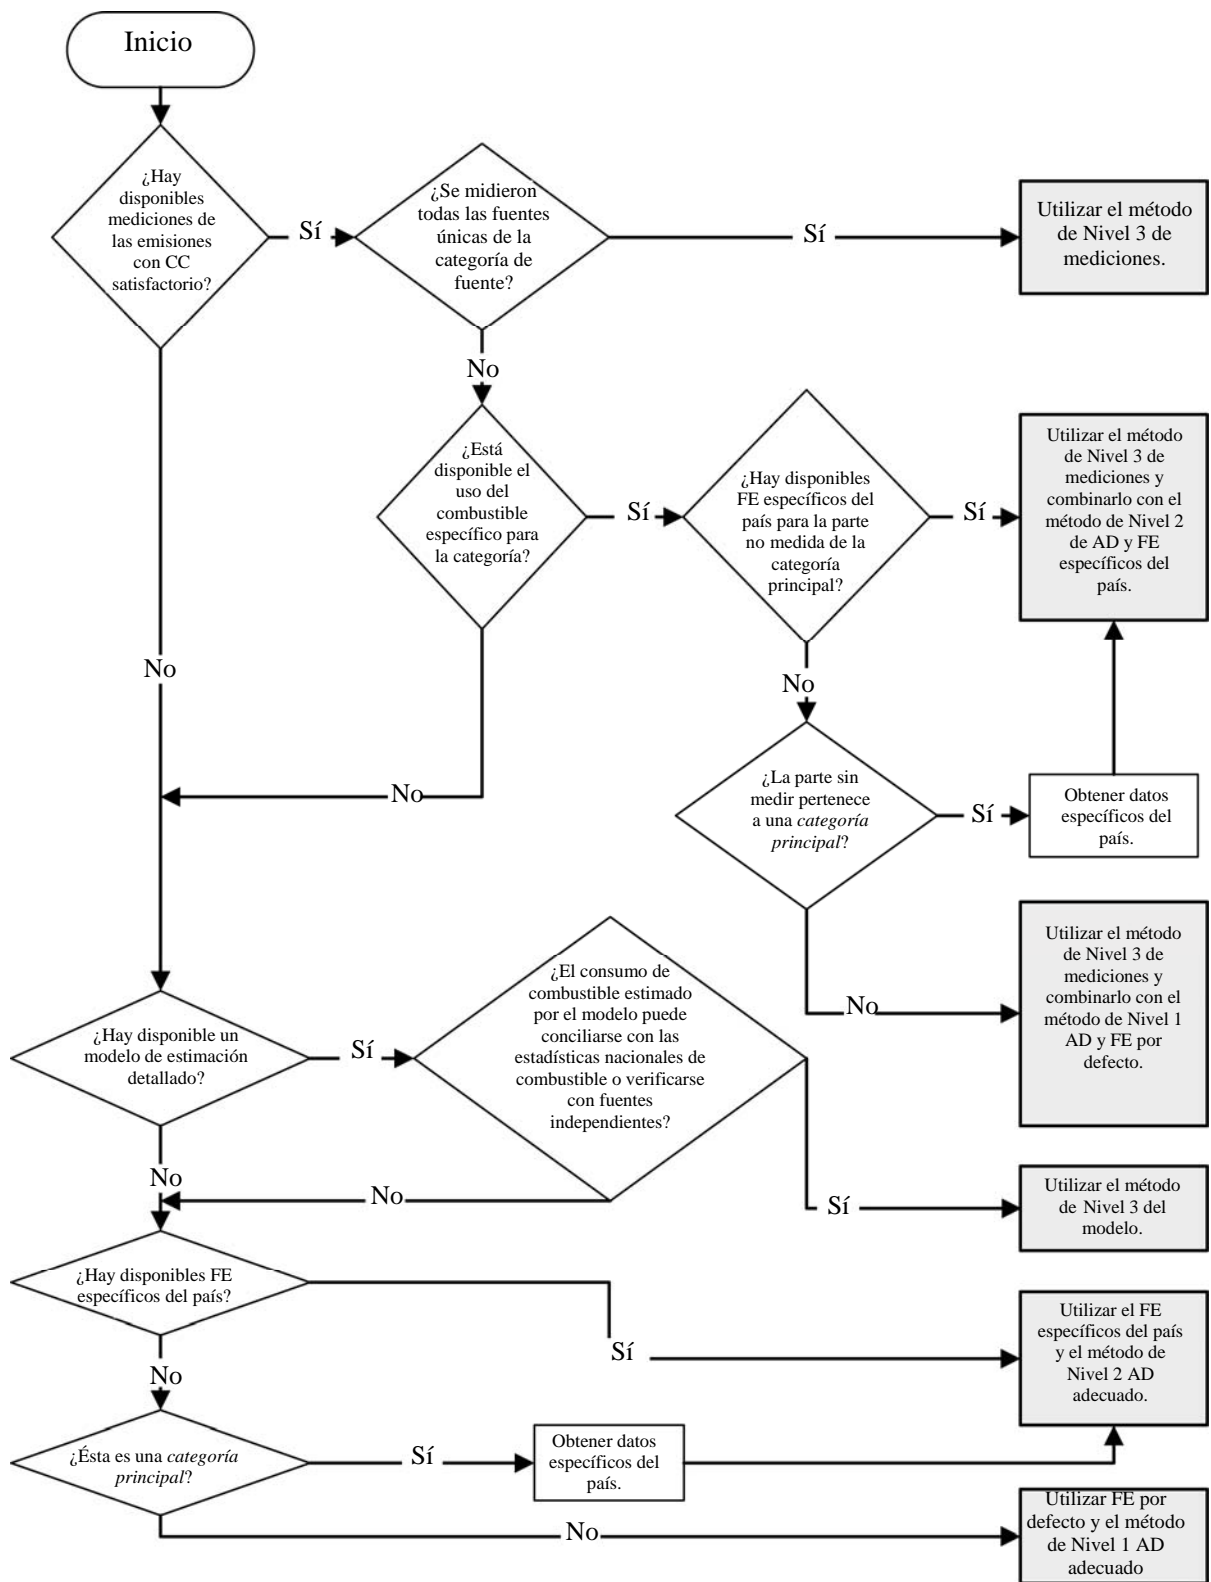 Inicio
¿Hay
disponibles
mediciones de
las emisiones
con CC
satisfactorio?
Sí
¿Se midieron
todas las fuentes
únicas de la
categoría de
fuente?
Sí
Utilizar el método
de Nivel 3 de
mediciones.
No
¿Está
disponible el
uso del
combustible
específico para
la categoría?
Sí
¿Hay disponibles
FE específicos del
país para la parte
no medida de la
categoría
principal?
Sí
Utilizar el método
de Nivel 3 de
mediciones y
combinarlo con el
método de Nivel 2
de AD y FE
específicos del
país.
No
No
No
¿La parte sin
medir pertenece
a una categoría
principal?
Sí
Obtener datos
específicos del
país.
No
Utilizar el método
de Nivel 3 de
mediciones y
combinarlo con el
método de Nivel 1
AD y FE por
defecto.
¿Hay disponible un
modelo de estimación
detallado?
Sí
¿El consumo de
combustible estimado
por el modelo puede
conciliarse con las
estadísticas nacionales de
combustible o verificarse
con fuentes
independientes?
No
No
Sí
Utilizar el método
de Nivel 3 del
modelo.
¿Hay disponibles FE
específicos del país?
Sí
Utilizar el FE
específicos del país
y el método de
Nivel 2 AD
adecuado.
No
¿Ésta es una categoría
principal?
Sí
Obtener datos
específicos del
país.
No
Utilizar FE por
defecto y el método
de Nivel 1 AD
adecuado